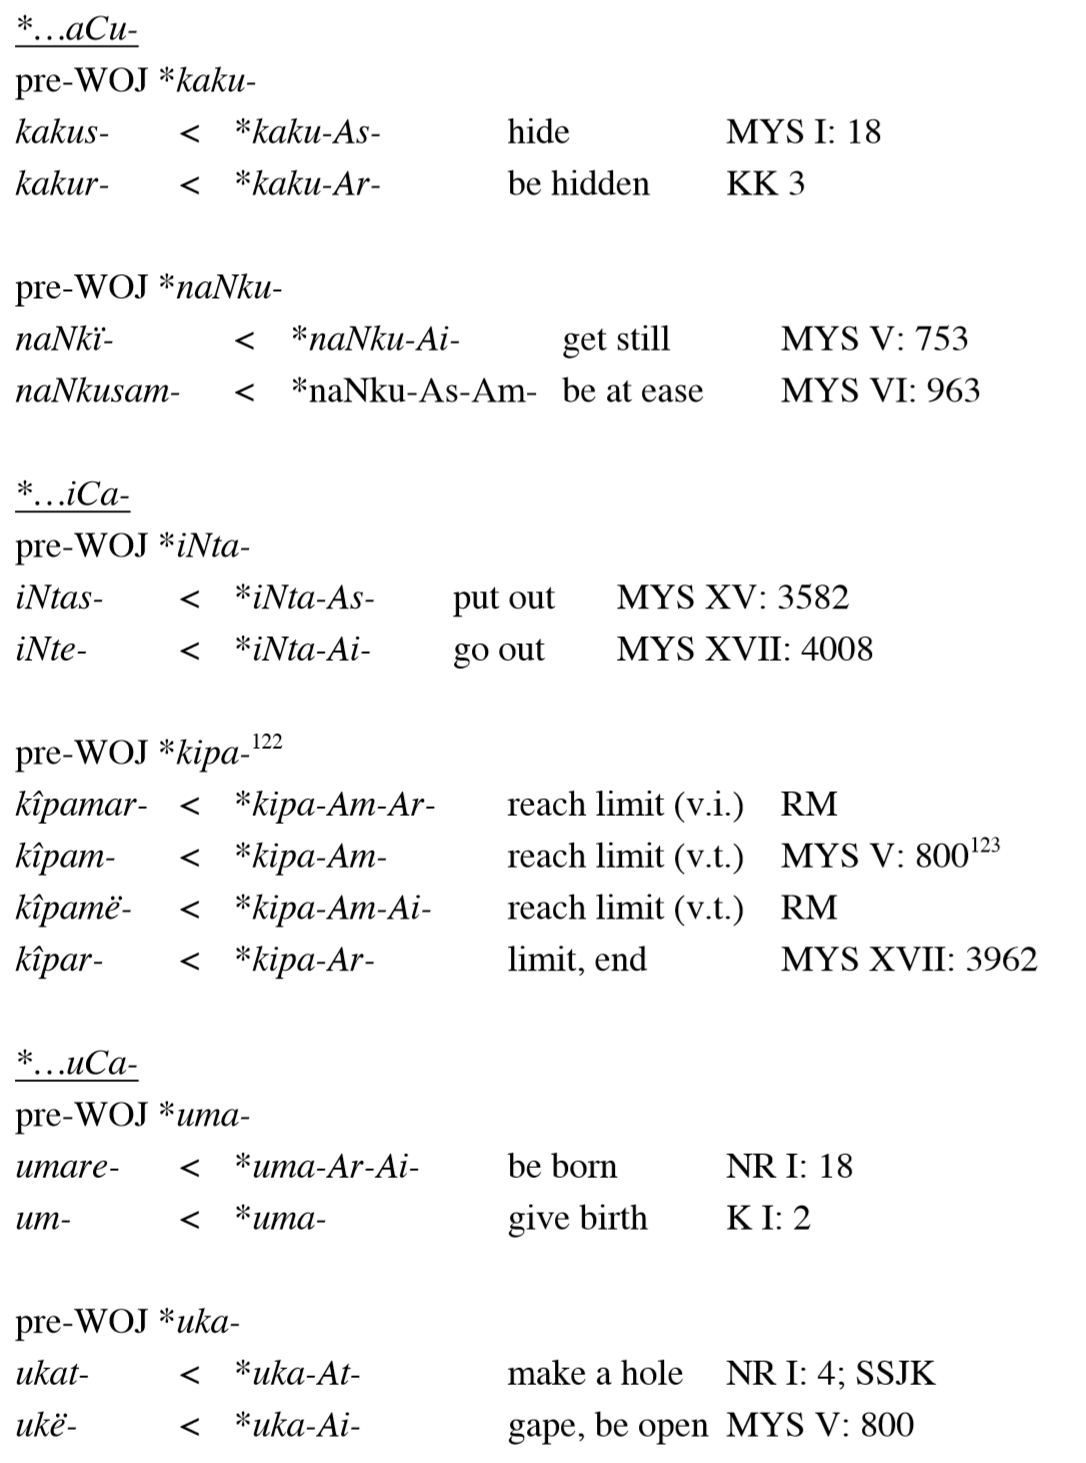 *…aCu-
pre-WOJ *kaku-
kakus- < *kaku-As- hide MYS I: 18
kakur- < *kaku-Ar- be hidden KK 3
pre-WOJ *naNku-
naNkï- < *naNku-Ai- get still MYS V: 753
naNkusam- < *naNku-As-Am- be at ease MYS VI: 963
*…iCa-
pre-WOJ *iNta-
iNtas- < *iNta-As- put out MYS XV: 3582
iNte- < *iNta-Ai- go out MYS XVII: 4008
pre-WOJ *kipa-122
kîpamar- < *kipa-Am-Ar- reach limit (v.i.) RM
kîpam- < *kipa-Am- reach limit (v.t.) MYS V: 800123
kîpamë- < *kipa-Am-Ai- reach limit (v.t.) RM
kîpar- < *kipa-Ar- limit, end MYS XVII: 3962
*…uCa-
pre-WOJ *uma-
umare- < *uma-Ar-Ai- be born NR I: 18
um- < *uma- give birth K I: 2
pre-WOJ *uka-
ukat- < *uka-At- make a hole NR I: 4; SSJK
ukë- < *uka-Ai- gape, be open MYS V: 800